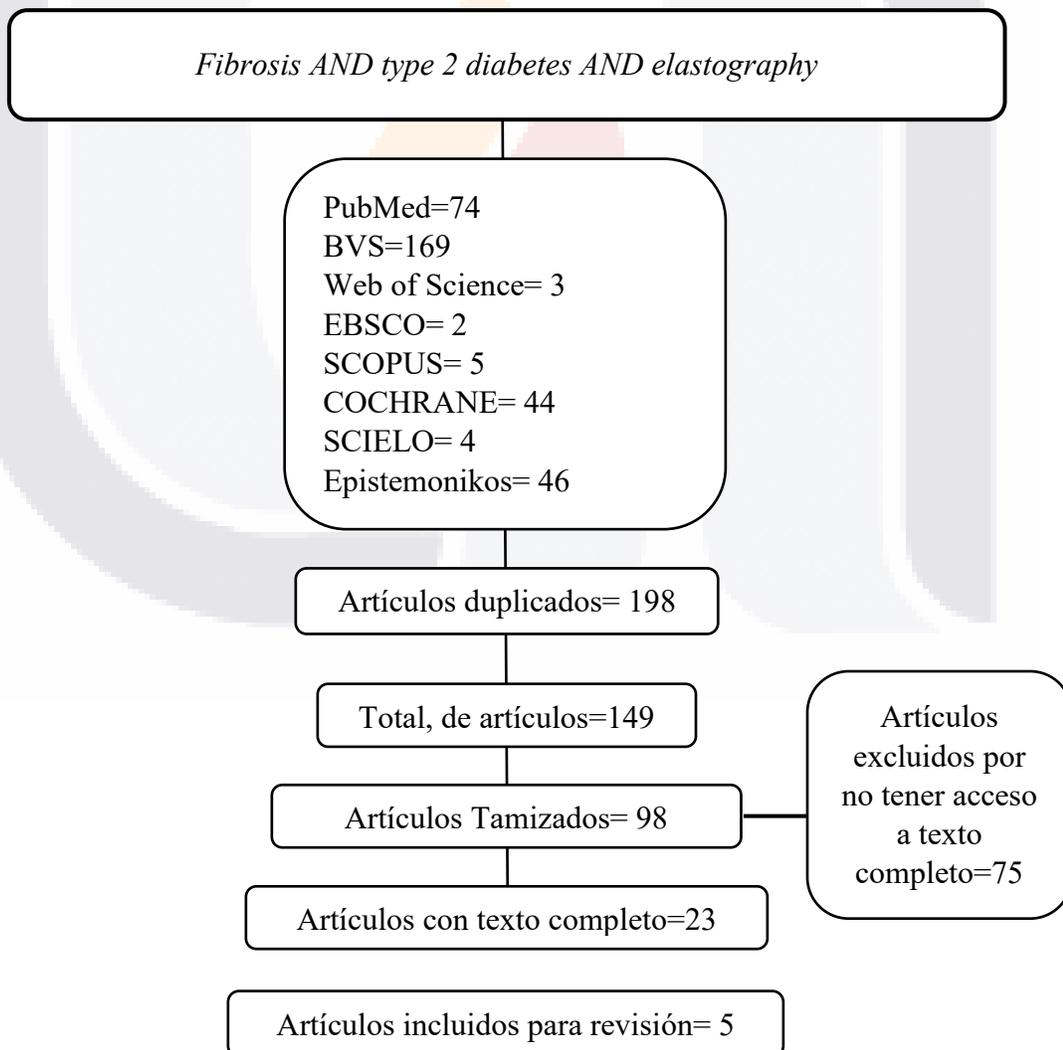 Fibrosis AND type 2 diabetes AND elastography
PubMed=74
BVS=169
Web of Science= 3
EBSCO= 2
SCOPUS= 5
COCHRANE= 44
SCIELO= 4
Epistemonikos= 46
Artículos duplicados= 198
Total, de artículos=149
Artículos Tamizados= 98
Artículos
excluidos por
no tener acceso
a texto
completo=75
Artículos con texto completo=23
Artículos incluidos para revisión= 5